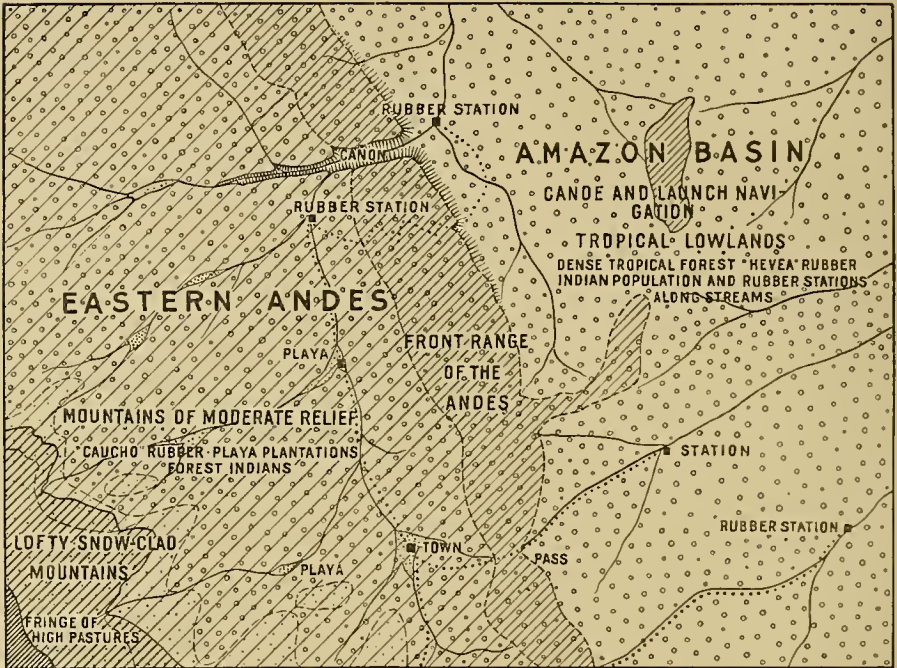 RUBBER STATION
CAÑON
AMAZON BASIN
CANOE AND LAUNCH NAVI-
GATION
RUBBER STATION
TROPICAL LOWLANDS
DENSE TROPICAL FOREST "HEVEA" RUBBER
INDIAN POPULATION AND RUBBER STATIONS
ALONG STREAMS
EASTERN ANDES
FRONT RANGE
OF THE
ANDES
PLAYA
MOUNTAINS OF MODERATE RELIEF
"CAUCHO" RUBBER-PLAYA PLANTATIONS
FOREST INDIANS
STATION
RUBBER STATION
LOFTY SNOW-CLAD
MOUNTAINS
TOWN
PASS
PLAYA
FRINGE OF
HIGH PASTURES